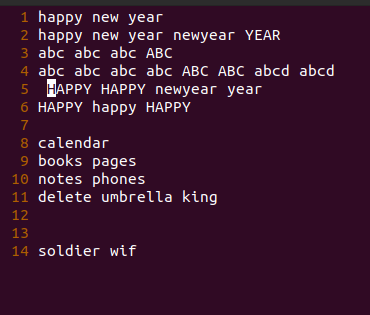 1 happy new year
2 happy new year newyear YEAR
3 abc abc abc ABC
4 abc abc abc abc ABC ABC abcd abcd
5  HAPPY HAPPY newyear year
6 HAPPY happy HAPPY
7
8 calendar
9 books pages
10 notes phones
11 delete umbrella king
12
13
14 soldier wif